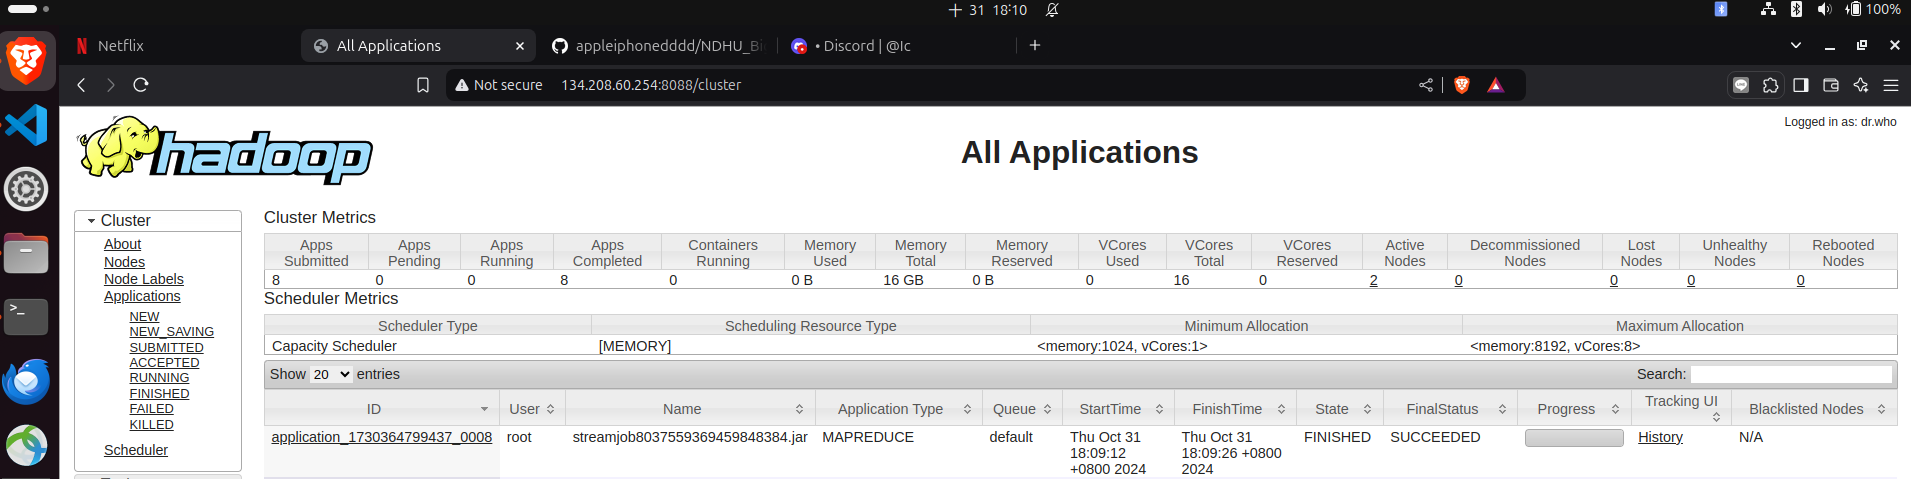 31 18:10
100%
Netflix
All Applications
appleiphonedddd/NDHU_Bi
• Discord | @lc
Not secure
134.208.60.254:8088/cluster
Logged in as: dr.who
hadoop
All Applications
Cluster
About
Nodes
Node Labels
Applications
NEW
NEW_SAVING
SUBMITTED
ACCEPTED
RUNNING
FINISHED
FAILED
KILLED
Scheduler
Cluster Metrics
Apps Submitted Apps Pending Apps Running Apps Completed Containers Running Memory Used Memory Total Memory Reserved VCores Used VCores Total VCores Reserved Active Nodes Decommissioned Nodes Lost Nodes Unhealthy Nodes Rebooted Nodes
8 0 0 8 0 0 B 16 GB 0 B 0 16 0 2 0 0 0 0
Scheduler Metrics
Scheduler Type Scheduling Resource Type Minimum Allocation Maximum Allocation
Capacity Scheduler [MEMORY] <memory:1024, vCores:1> <memory:8192, vCores:8>
Show 20 entries Search:
ID User Name Application Type Queue StartTime FinishTime State FinalStatus Progress Tracking UI Blacklisted Nodes
application_1730364799437_0008 root streamjob8037559369459848384.jar MAPREDUCE default Thu Oct 31 18:09:12 +0800 2024 Thu Oct 31 18:09:26 +0800 2024 FINISHED SUCCEEDED History N/A